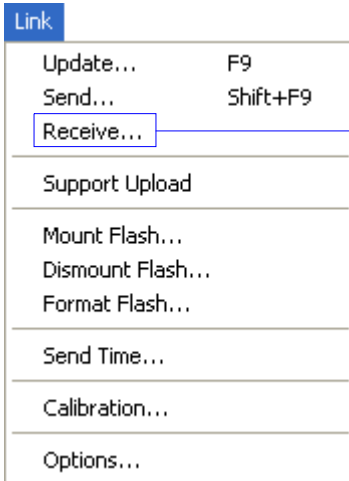 Link
Update... F9
Send... Shift+F9
Receive...
Support Upload
Mount Flash...
Dismount Flash...
Format Flash...
Send Time...
Calibration...
Options...